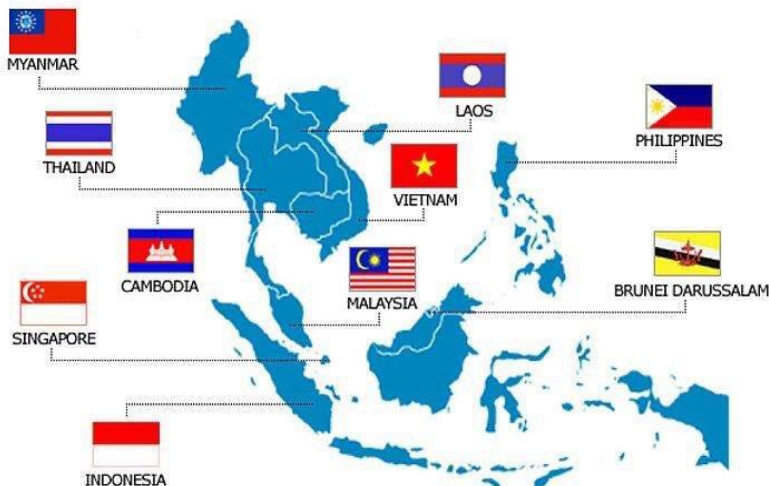 MYANMAR
LAOS
PHILIPPINES
THAILAND
VIETNAM
CAMBODIA
MALAYSIA
BRUNEI DARUSSALAM
SINGAPORE
INDONESIA